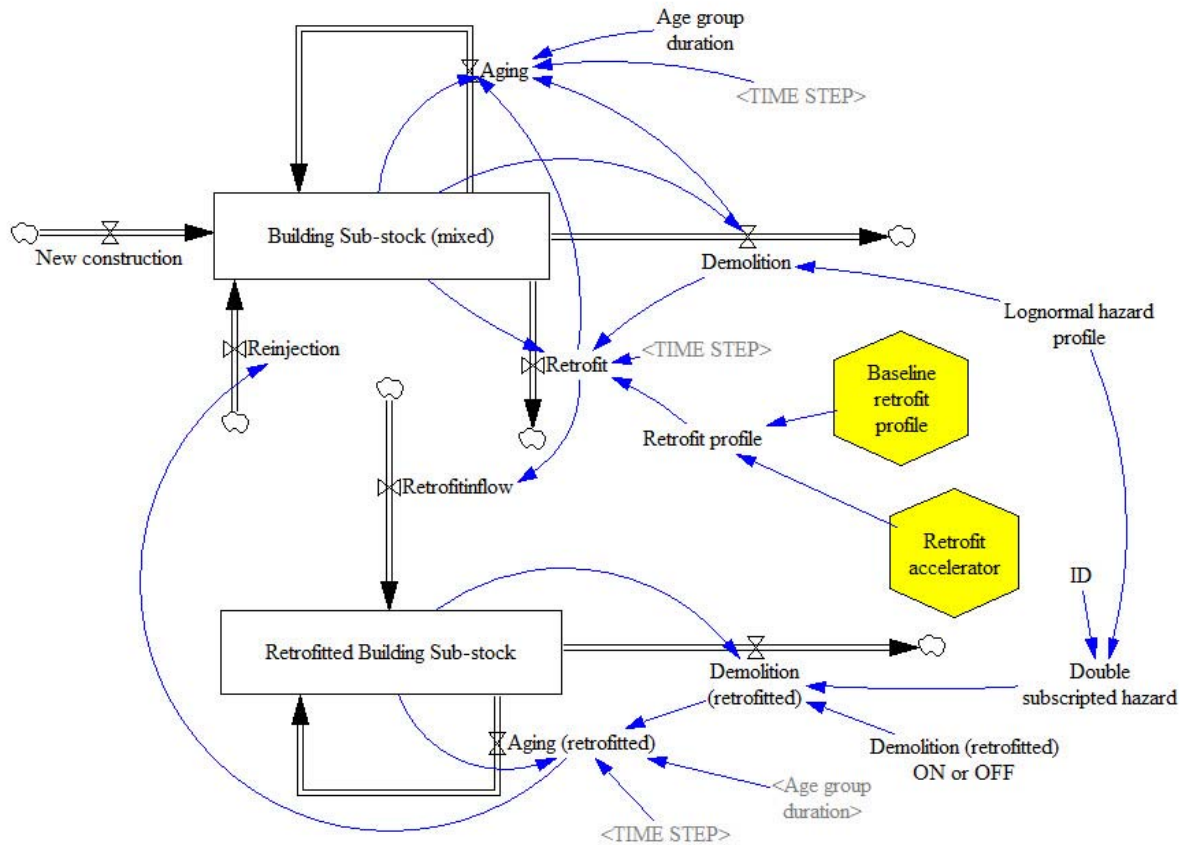 Age group
duration
Aging
<TIME STEP>
Building Sub-stock (mixed)
New construction
Demolition
Lognormal hazard
profile
Reinjection
Retrofit
<TIME STEP>
Baseline
retrofit
profile
Retrofit profile
Retrofitinflow
Retrofit
accelerator
ID
Retrofitted Building Sub-stock
Demolition
(retrofitted)
Double
subscripted hazard
Aging (retrofitted)
Demolition (retrofitted)
ON or OFF
<Age group
duration>
<TIME STEP>